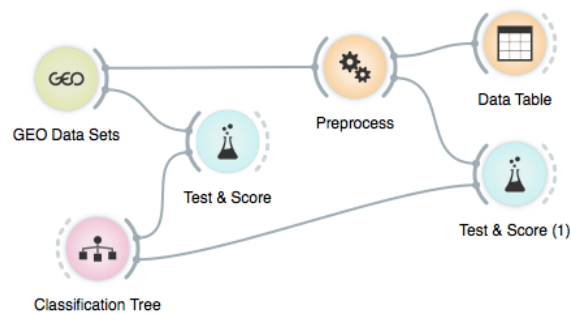 GEO
GEO Data Sets
Preprocess
Data Table
Test & Score
Test & Score (1)
Classification Tree